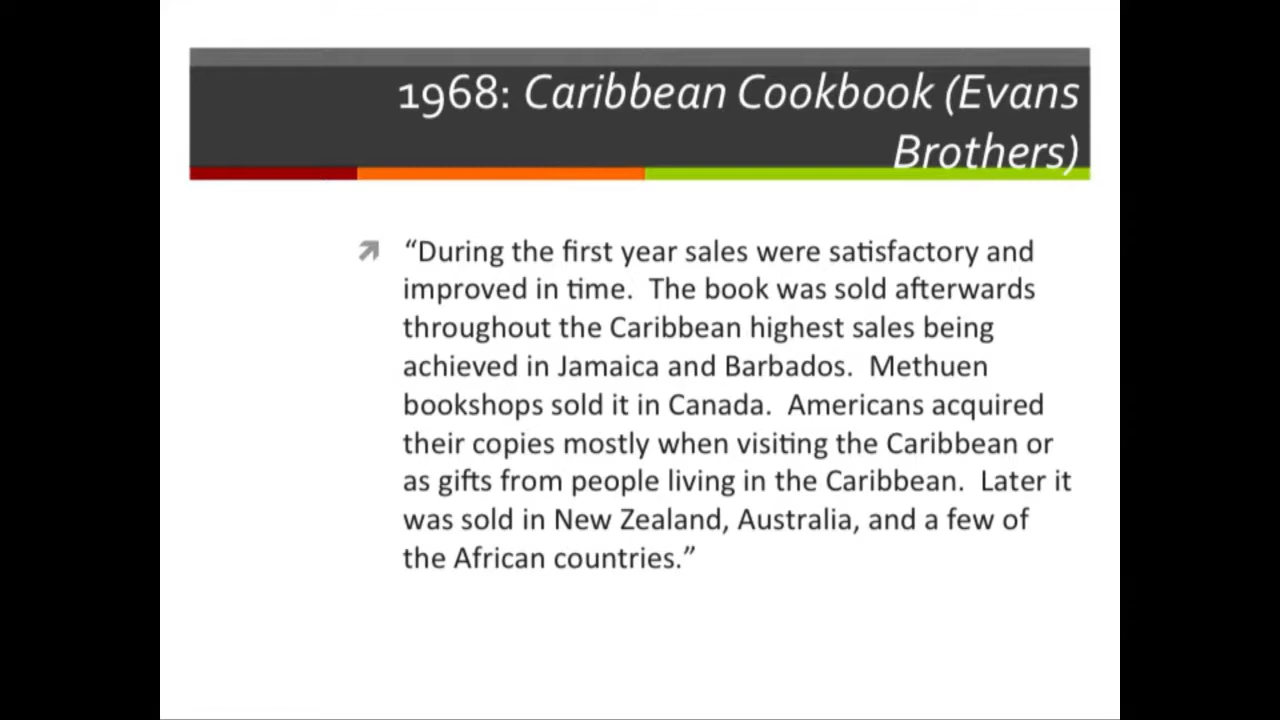 1968: Caribbean Cookbook (Evans
Brothers)
“During the first year sales were satisfactory and
improved in time.  The book was sold afterwards
throughout the Caribbean highest sales being
achieved in Jamaica and Barbados.  Methuen
bookshops sold it in Canada.  Americans acquired
their copies mostly when visiting the Caribbean or
as gifts from people living in the Caribbean.  Later it
was sold in New Zealand, Australia, and a few of
the African countries.”